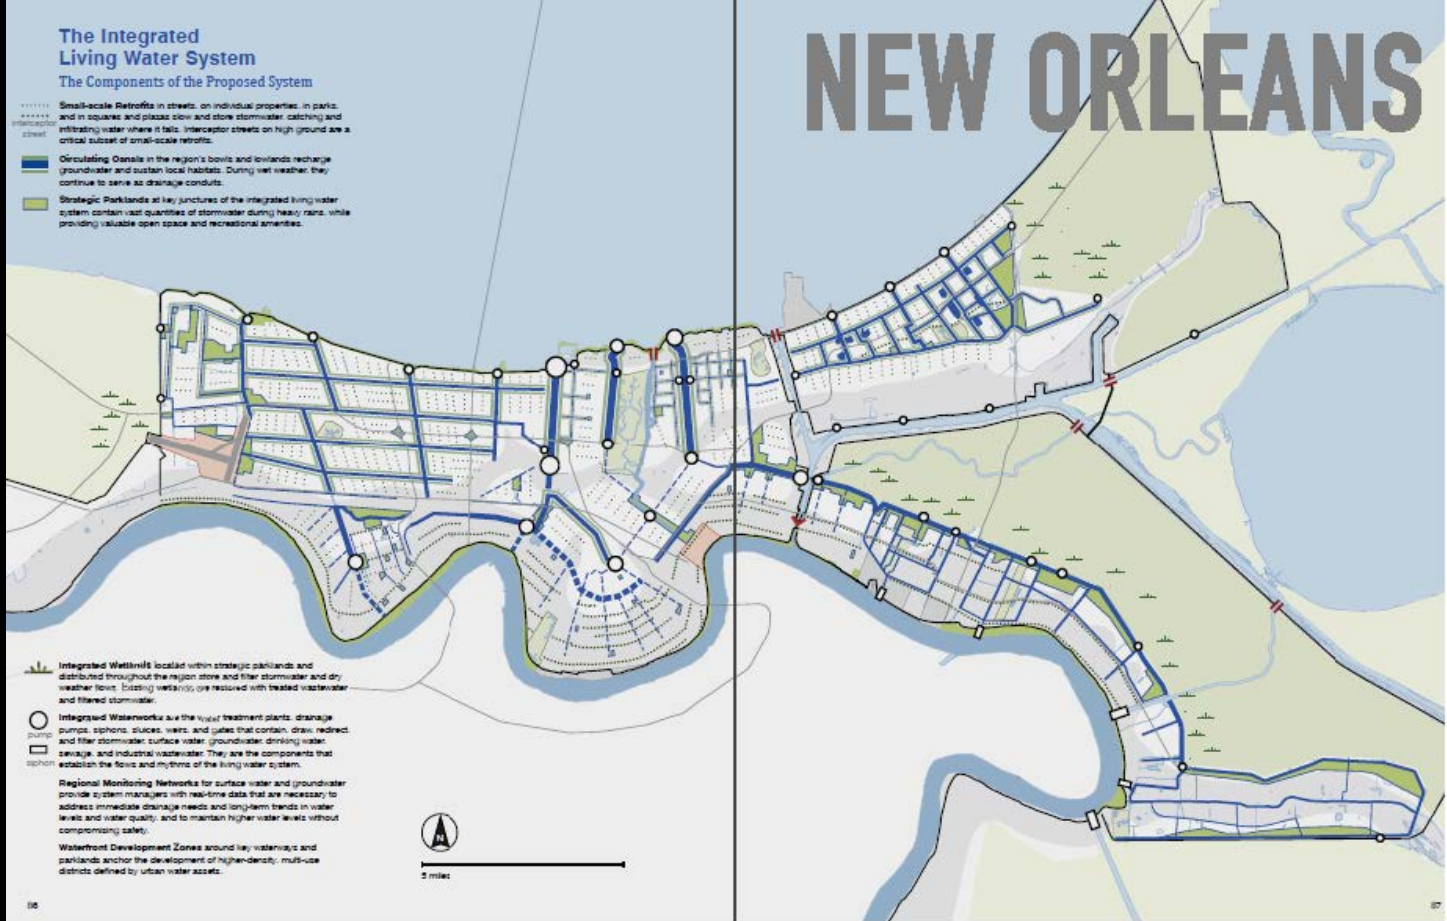 The Integrated
Living Water System
The Components of the Proposed System
NEW ORLEANS
Small-scale Retrofits in streets, on individual properties, in parks,
and in squares and plazas slow and store stormwater, catching and
infiltrating water where it falls. Interceptor streets on high ground are a
critical subset of small-scale retrofits.
interceptor
street
Circulating Canals in the region's bowls and lowlands recharge
groundwater and sustain local habitats. During wet weather, they
continue to serve as drainage conduits.
Strategic Parklands at key junctures of the integrated living water
system contain vast quantities of stormwater during heavy rains, while
providing valuable open space and recreational amenities.
Integrated Wetlands located within strategic parklands and
distributed throughout the region store and filter stormwater and dry
weather flows. Existing wetlands are restored with treated wastewater
and filtered stormwater.
Integrated Waterworks are the water treatment plants, drainage
pumps, siphons, sluices, weirs, and gates that contain, draw, redirect,
and filter stormwater, surface water, groundwater, drinking water,
sewage, and industrial wastewater. They are the components that
establish the flows and rhythms of the living water system.
pump
siphon
Regional Monitoring Networks for surface water and groundwater
provide system managers with real-time data that are necessary to
address immediate drainage needs and long-term trends in water
levels and water quality, and to maintain higher water levels without
compromising safety.
Waterfront Development Zones around key waterways and
parklands anchor the development of higher-density, multi-use
districts defined by urban water assets.
N
5 miles